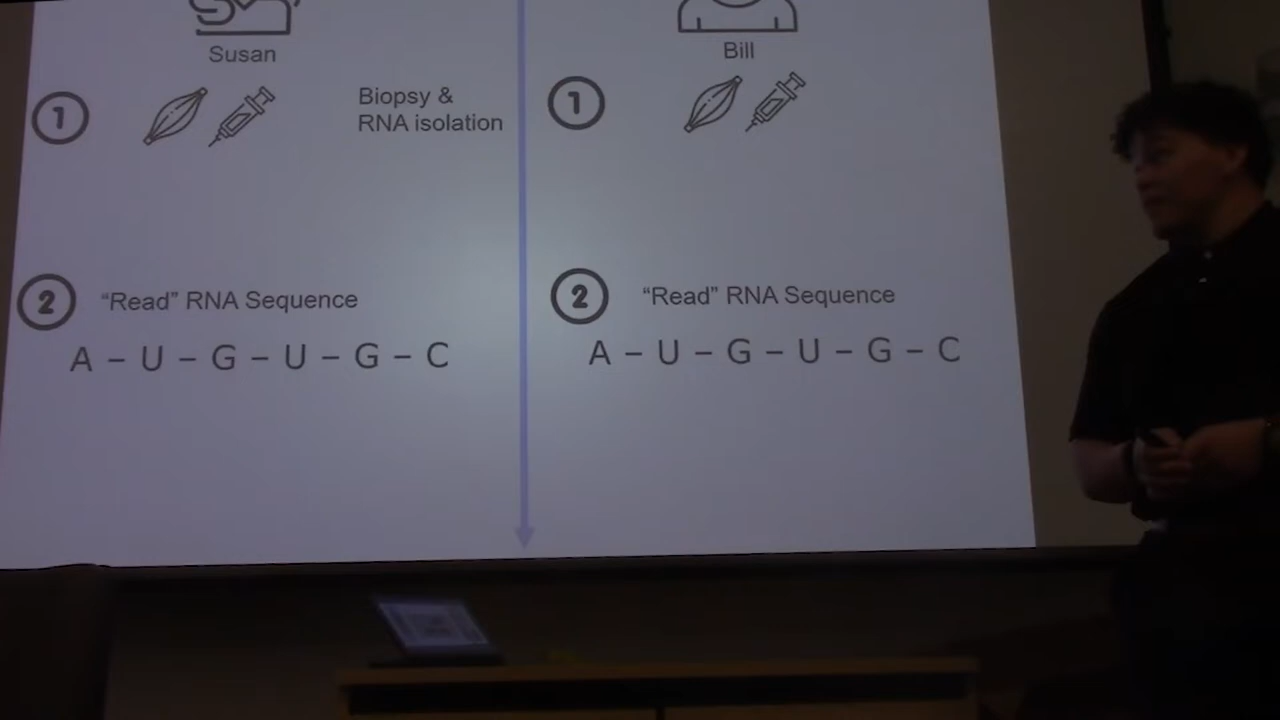 Susan
1
Biopsy &
RNA isolation
2
“Read” RNA Sequence
A – U – G – U – G – C
Bill
1
2
“Read” RNA Sequence
A – U – G – U – G – C